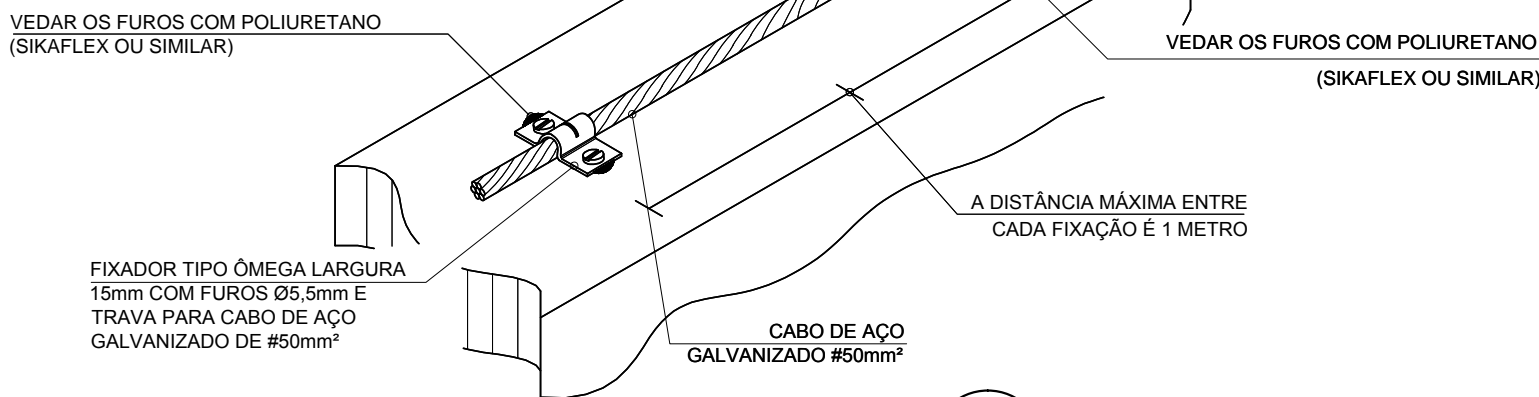 VEDAR OS FUROS COM POLIURETANO
(SIKAFLEX OU SIMILAR)
VEDAR OS FUROS COM POLIURETANO
(SIKAFLEX OU SIMILAR)
A DISTÂNCIA MÁXIMA ENTRE
CADA FIXAÇÃO É 1 METRO
FIXADOR TIPO ÔMEGA LARGURA
15mm COM FUROS Ø5,5mm E
TRAVA PARA CABO DE AÇO
GALVANIZADO DE #50mm²
CABO DE AÇO
GALVANIZADO #50mm²